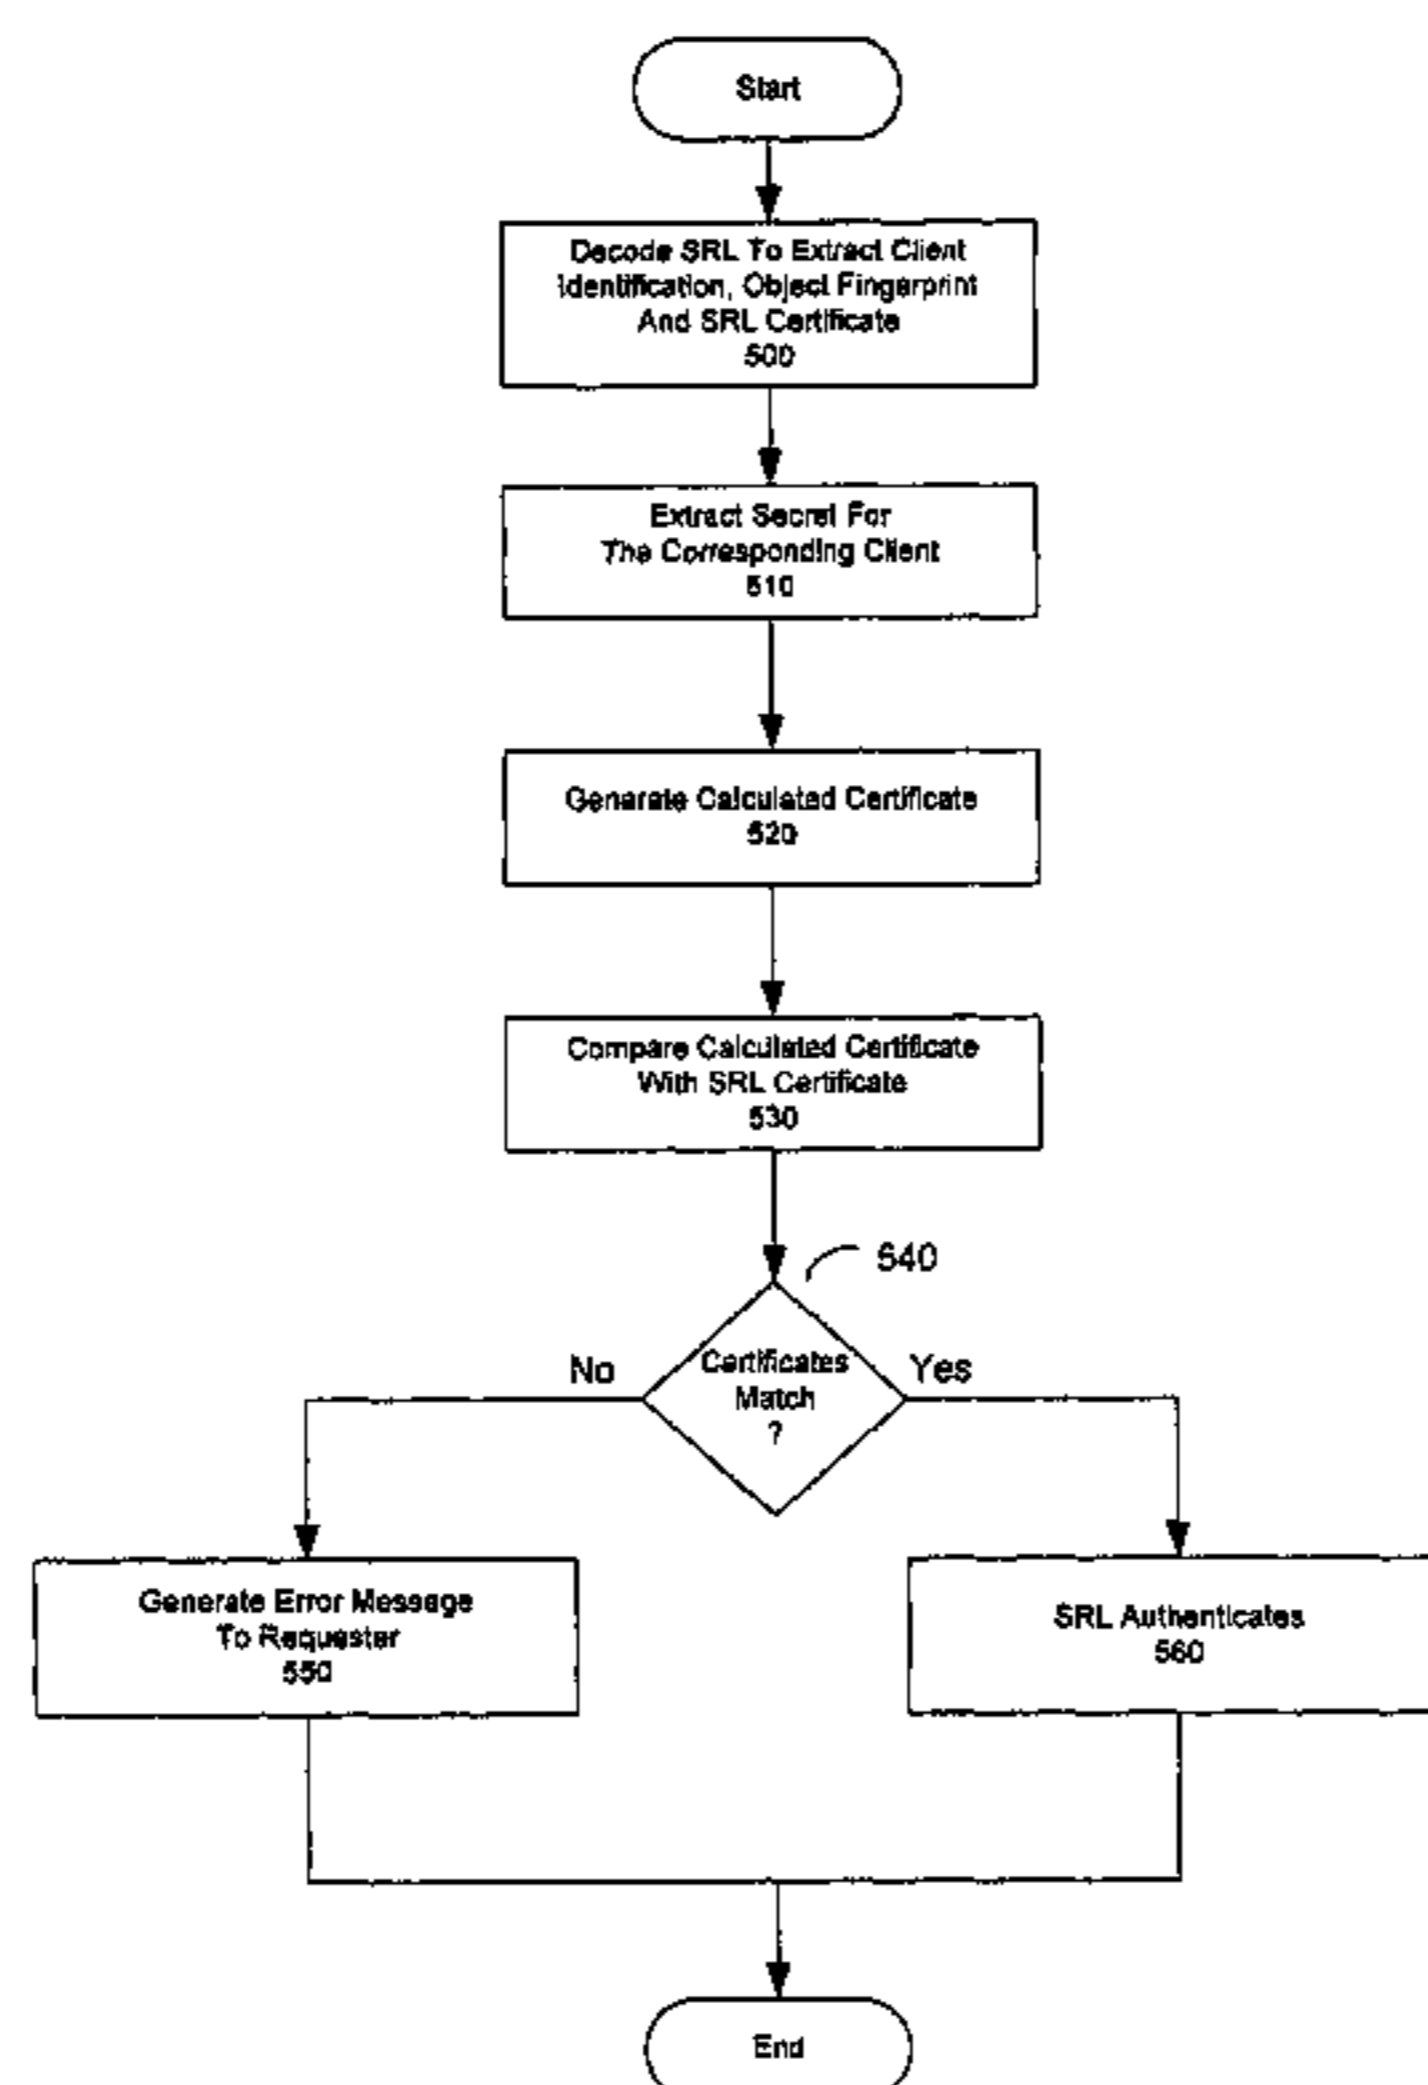 Start
Decode SRL To Extract Client
Identification, Object Fingerprint
And SRL Certificate
500
Extract Secret For
The Corresponding Client
510
Generate Calculated Certificate
520
Compare Calculated Certificate
With SRL Certificate
530
540
No
Certificates
Match
?
Yes
Generate Error Message
To Requester
550
SRL Authenticates
560
End